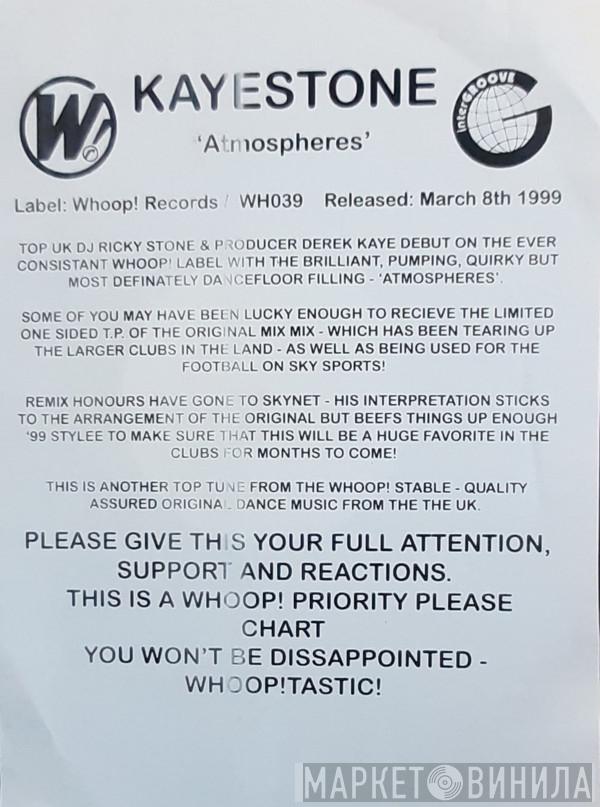 KAYESTONE
interGROOVE
W!
'Atmospheres'
Label: Whoop! Records / WH039 Released: March 8th 1999
TOP UK DJ RICKY STONE & PRODUCER DEREK KAYE DEBUT ON THE EVER
CONSISTANT WHOOP! LABEL WITH THE BRILLIANT, PUMPING, QUIRKY BUT
MOST DEFINATELY DANCEFLOOR FILLING - 'ATMOSPHERES'.
SOME OF YOU MAY HAVE BEEN LUCKY ENOUGH TO RECIEVE THE LIMITED
ONE SIDED T.P. OF THE ORIGINAL MIX MIX - WHICH HAS BEEN TEARING UP
THE LARGER CLUBS IN THE LAND - AS WELL AS BEING USED FOR THE
FOOTBALL ON SKY SPORTS!
REMIX HONOURS HAVE GONE TO SKYNET - HIS INTERPRETATION STICKS
TO THE ARRANGEMENT OF THE ORIGINAL BUT BEEFS THINGS UP ENOUGH
'99 STYLEE TO MAKE SURE THAT THIS WILL BE A HUGE FAVORITE IN THE
CLUBS FOR MONTHS TO COME!
THIS IS ANOTHER TOP TUNE FROM THE WHOOP! STABLE - QUALITY
ASSURED ORIGINAL DANCE MUSIC FROM THE THE UK.
PLEASE GIVE THIS YOUR FULL ATTENTION,
SUPPORT AND REACTIONS.
THIS IS A WHOOP! PRIORITY PLEASE
CHART
YOU WON'T BE DISSAPPOINTED -
WHOOP!TASTIC!
МАРКЕТ ВИНИЛА